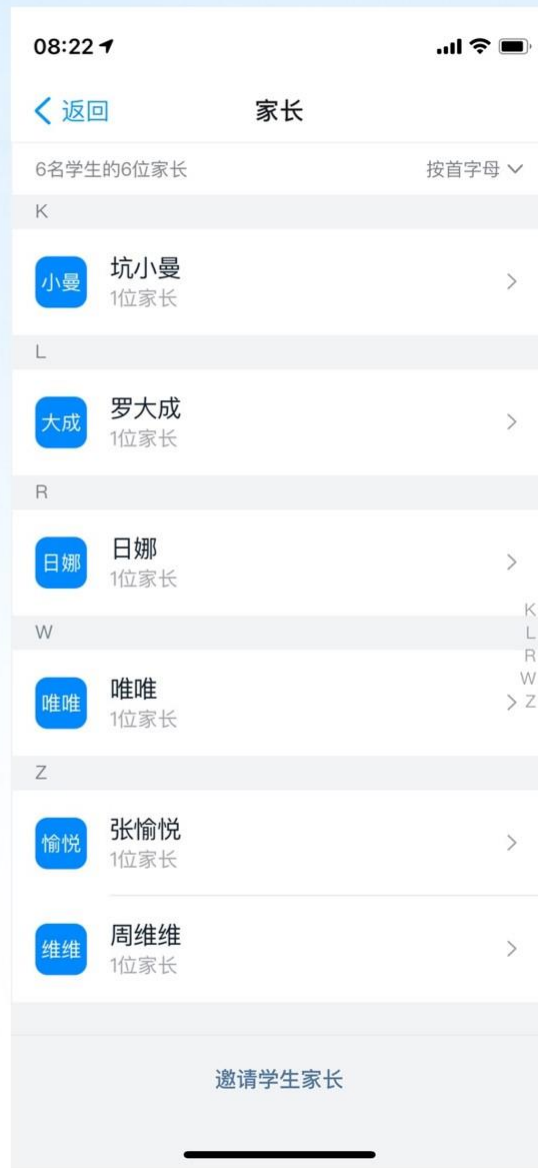 08:22
返回
家长
6名学生的6位家长
按首字母
K
小曼
坑小曼
1位家长
L
大成
罗大成
1位家长
R
日娜
日娜
1位家长
W
唯唯
唯唯
1位家长
Z
愉悦
张愉悦
1位家长
维维
周维维
1位家长
K
L
R
W
Z
邀请学生家长